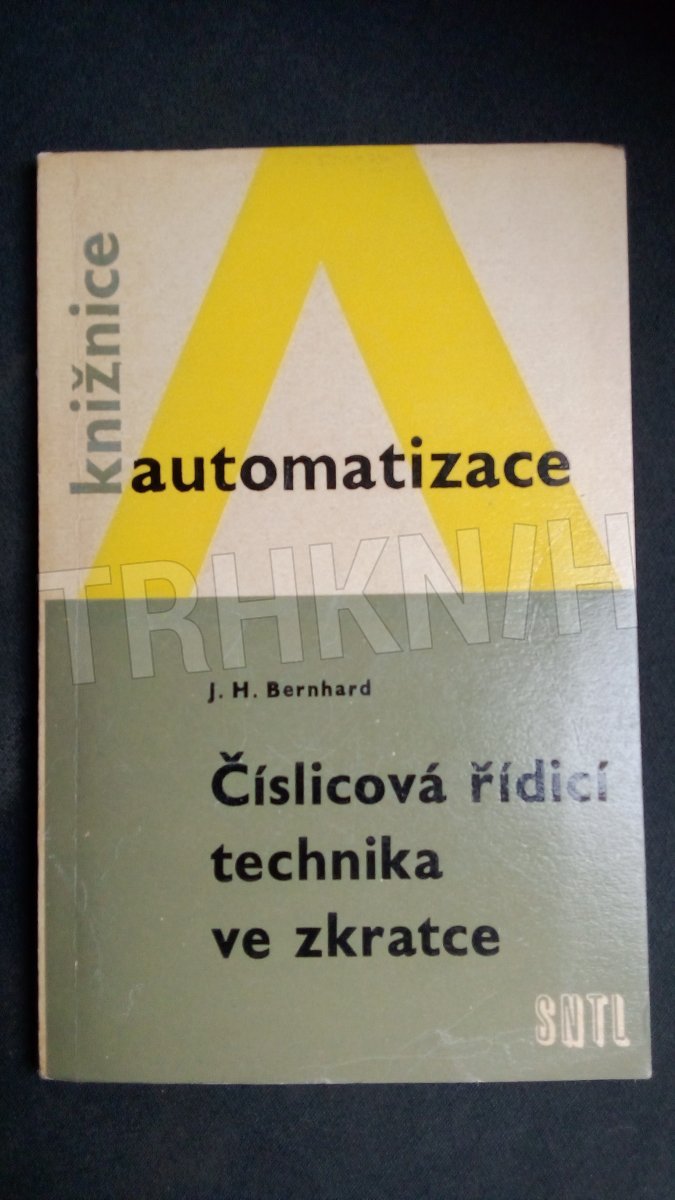 knižnice
automatizace
TRHKNIH
J. H. Bernhard
Číslicová řídicí
technika
ve zkratce
SNTL